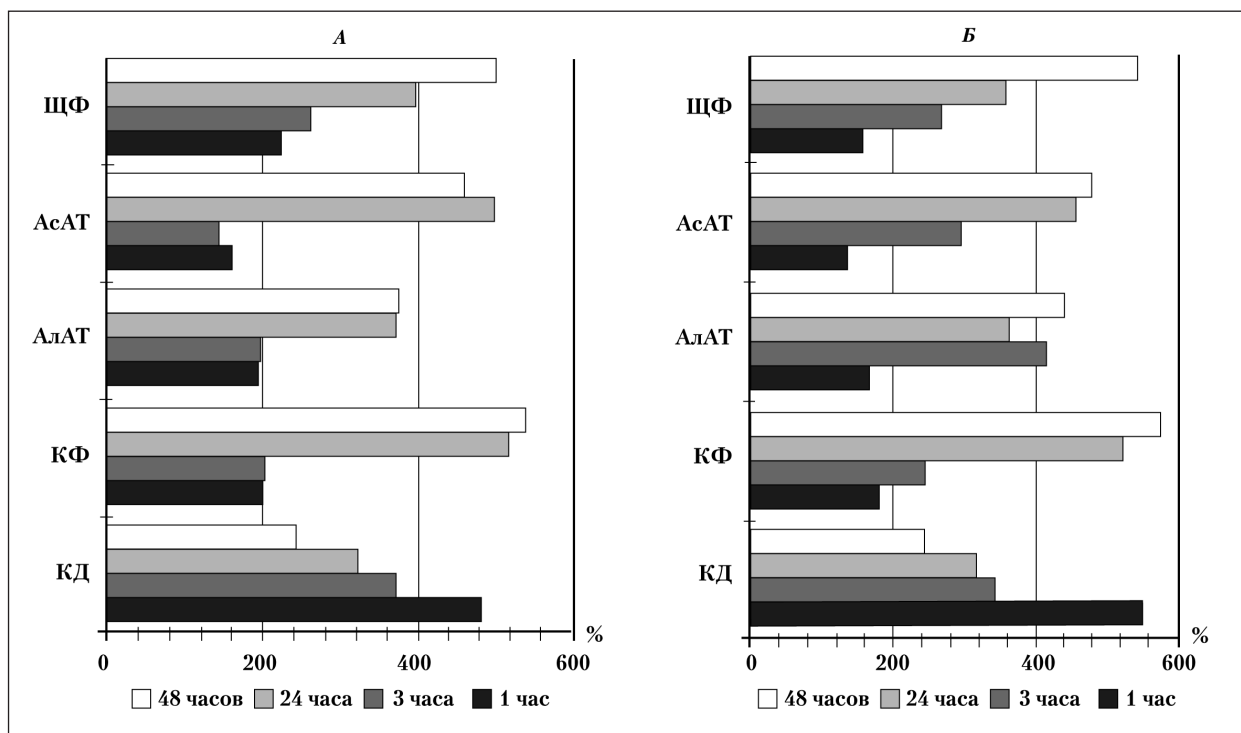 А
ЩФ
АсАТ
АлАТ
КФ
КД
%
0 200 400 600
48 часов 24 часа 3 часа 1 час
Б
ЩФ
АсАТ
АлАТ
КФ
КД
%
0 200 400 600
48 часов 24 часа 3 часа 1 час